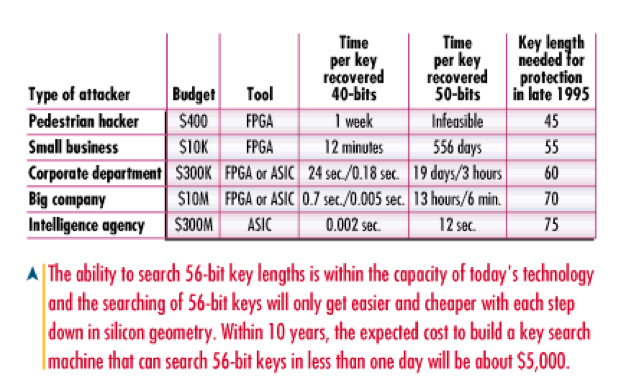 Type of attacker Budget Tool Time per key recovered 40-bits Time per key recovered 50-bits Key length needed for protection in late 1995
Pedestrian hacker $400 FPGA 1 week Infeasible 45
Small business $10K FPGA 12 minutes 556 days 55
Corporate department $300K FPGA or ASIC 24 sec./0.18 sec. 19 days/3 hours 60
Big company $10M FPGA or ASIC 0.7 sec./0.005 sec. 13 hours/6 min. 70
Intelligence agency $300M ASIC 0.002 sec. 12 sec. 75
The ability to search 56-bit key lengths is within the capacity of today's technology
and the searching of 56-bit keys will only get easier and cheaper with each step
down in silicon geometry. Within 10 years, the expected cost to build a key search
machine that can search 56-bit keys in less than one day will be about $5,000.